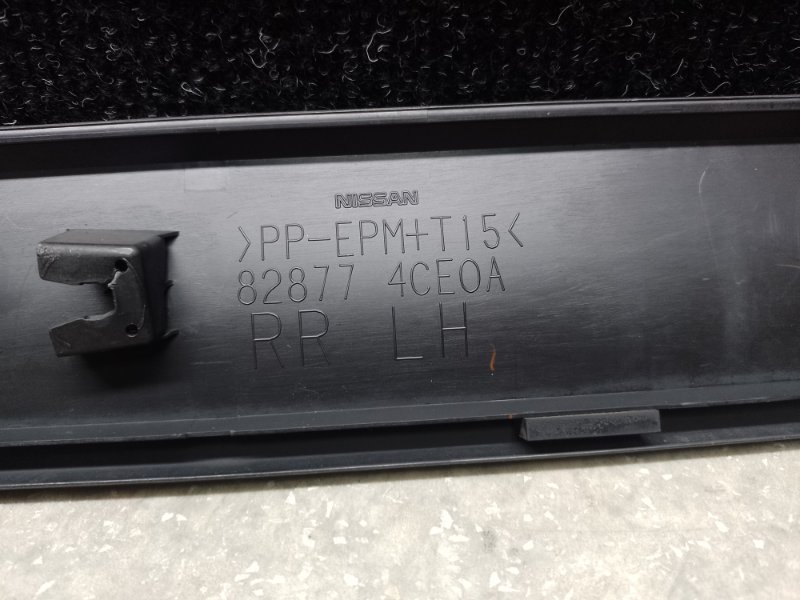 NISSAN
>PP-EPM+T15<
82877 4CE0A
RR LH